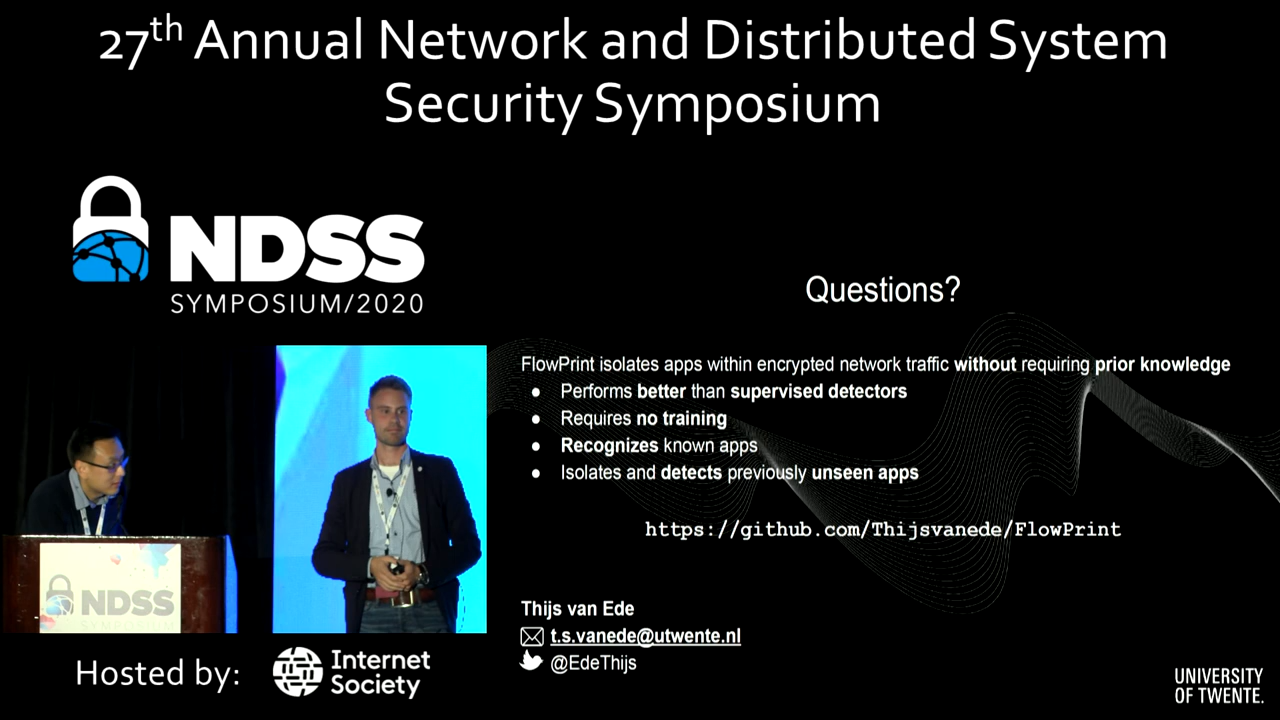 27th Annual Network and Distributed System
Security Symposium
NDSS
SYMPOSIUM/2020
Questions?
FlowPrint isolates apps within encrypted network traffic without requiring prior knowledge
● Performs better than supervised detectors
● Requires no training
● Recognizes known apps
● Isolates and detects previously unseen apps
https://github.com/Thijsvanede/FlowPrint
NDSS
SYMPOSIUM
Thijs van Ede
t.s.vanede@utwente.nl
@EdeThijs
Hosted by:
Internet
Society
UNIVERSITY
OF TWENTE.